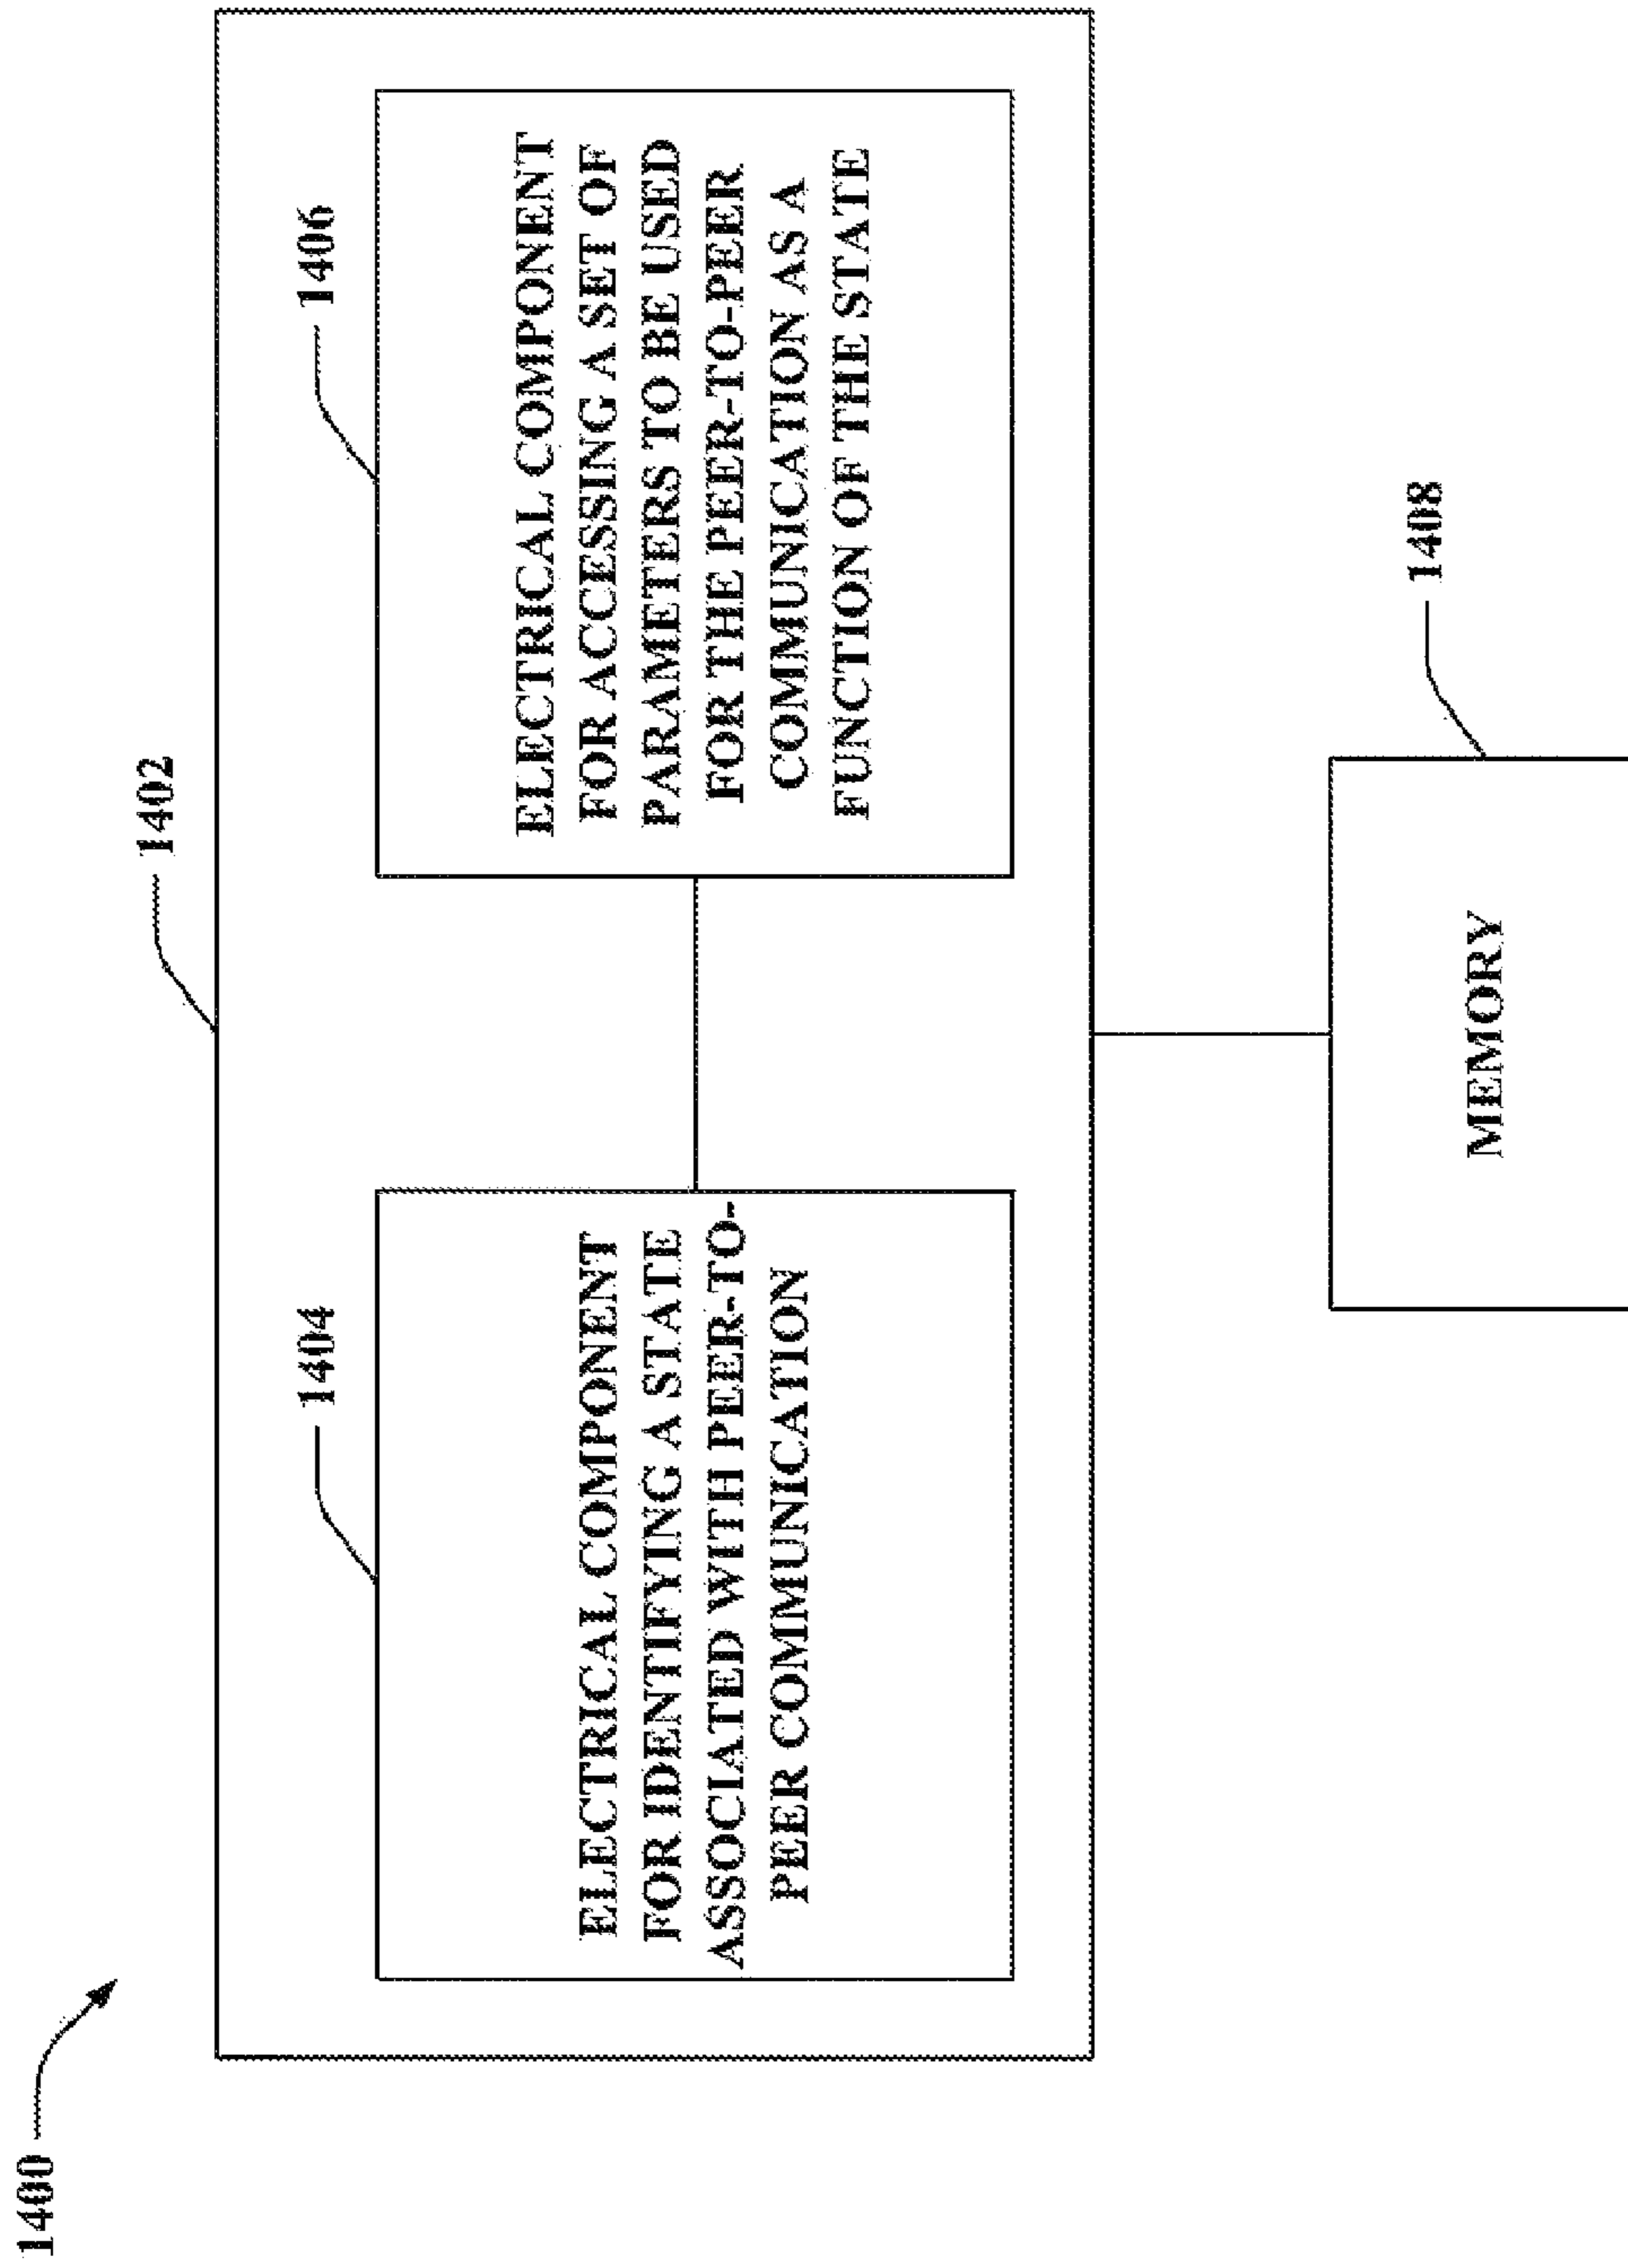 1400
1402
1404
ELECTRICAL COMPONENT
FOR IDENTIFYING A STATE
ASSOCIATED WITH PEER-TO-
PEER COMMUNICATION
1406
ELECTRICAL COMPONENT
FOR ACCESSING A SET OF
PARAMETERS TO BE USED
FOR THE PEER-TO-PEER
COMMUNICATION AS A
FUNCTION OF THE STATE
1408
MEMORY